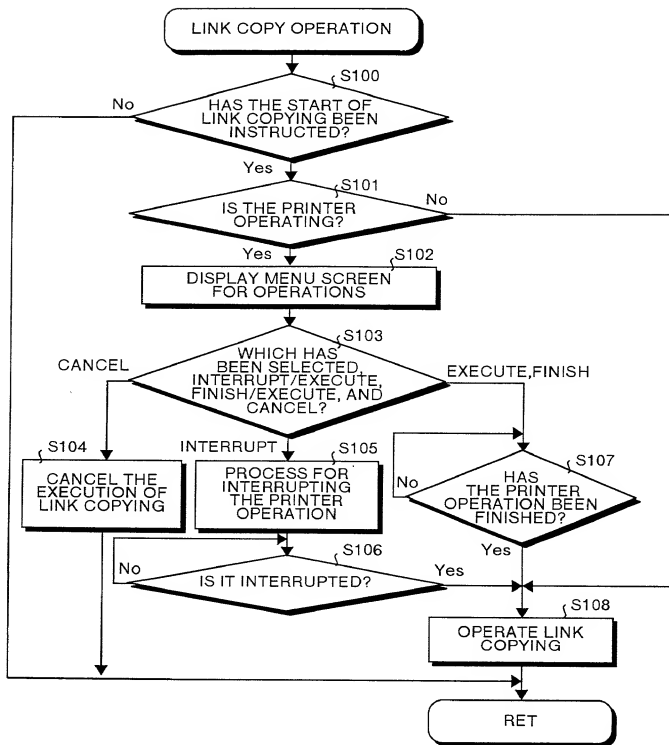 LINK COPY OPERATION
S100
No
HAS THE START OF
LINK COPYING BEEN
INSTRUCTED?
Yes
S101
No
IS THE PRINTER
OPERATING?
Yes
S102
DISPLAY MENU SCREEN
FOR OPERATIONS
S103
WHICH HAS
BEEN SELECTED,
INTERRUPT/EXECUTE,
FINISH/EXECUTE, AND
CANCEL?
CANCEL
EXECUTE,FINISH
S104
CANCEL THE
EXECUTION OF
LINK COPYING
INTERRUPT
S105
PROCESS FOR
INTERRUPTING
THE PRINTER
OPERATION
S107
No
HAS
THE PRINTER
OPERATION BEEN
FINISHED?
Yes
S106
No
IS IT INTERRUPTED?
Yes
S108
OPERATE LINK
COPYING
RET